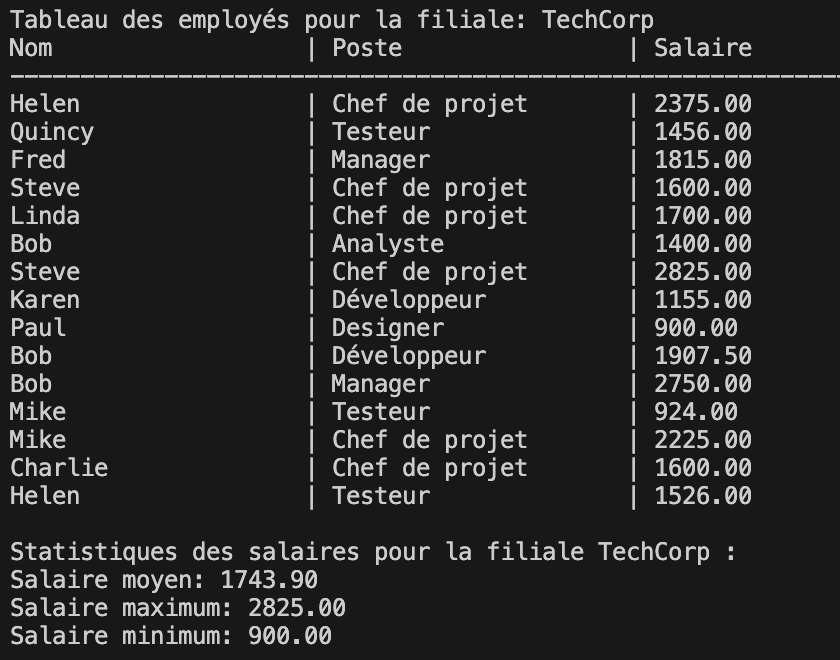 Tableau des employés pour la filiale: TechCorp
Nom | Poste | Salaire
------------------------------------------------------------
Helen | Chef de projet | 2375.00
Quincy | Testeur | 1456.00
Fred | Manager | 1815.00
Steve | Chef de projet | 1600.00
Linda | Chef de projet | 1700.00
Bob | Analyste | 1400.00
Steve | Chef de projet | 2825.00
Karen | Développeur | 1155.00
Paul | Designer | 900.00
Bob | Développeur | 1907.50
Bob | Manager | 2750.00
Mike | Testeur | 924.00
Mike | Chef de projet | 2225.00
Charlie | Chef de projet | 1600.00
Helen | Testeur | 1526.00
Statistiques des salaires pour la filiale TechCorp :
Salaire moyen: 1743.90
Salaire maximum: 2825.00
Salaire minimum: 900.00